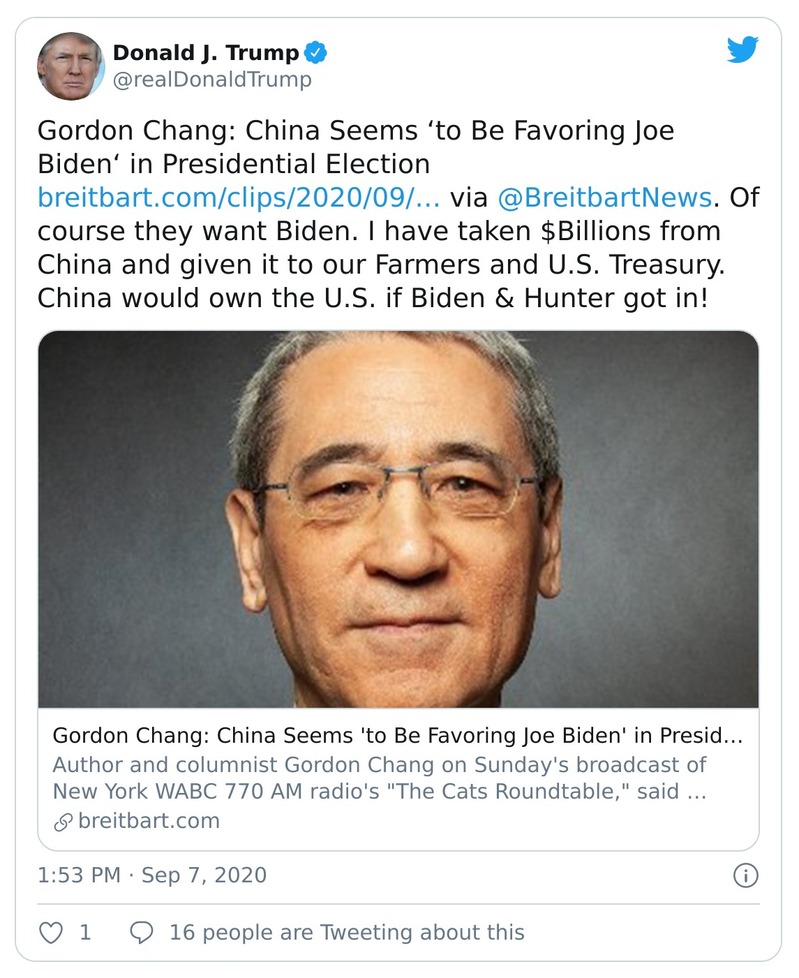 Donald J. Trump
@realDonaldTrump
Gordon Chang: China Seems ‘to Be Favoring Joe
Biden‘ in Presidential Election
breitbart.com/clips/2020/09/… via @BreitbartNews. Of
course they want Biden. I have taken $Billions from
China and given it to our Farmers and U.S. Treasury.
China would own the U.S. if Biden & Hunter got in!
Gordon Chang: China Seems 'to Be Favoring Joe Biden' in Presid…
Author and columnist Gordon Chang on Sunday's broadcast of
New York WABC 770 AM radio's "The Cats Roundtable," said …
breitbart.com
1:53 PM · Sep 7, 2020
1 16 people are Tweeting about this